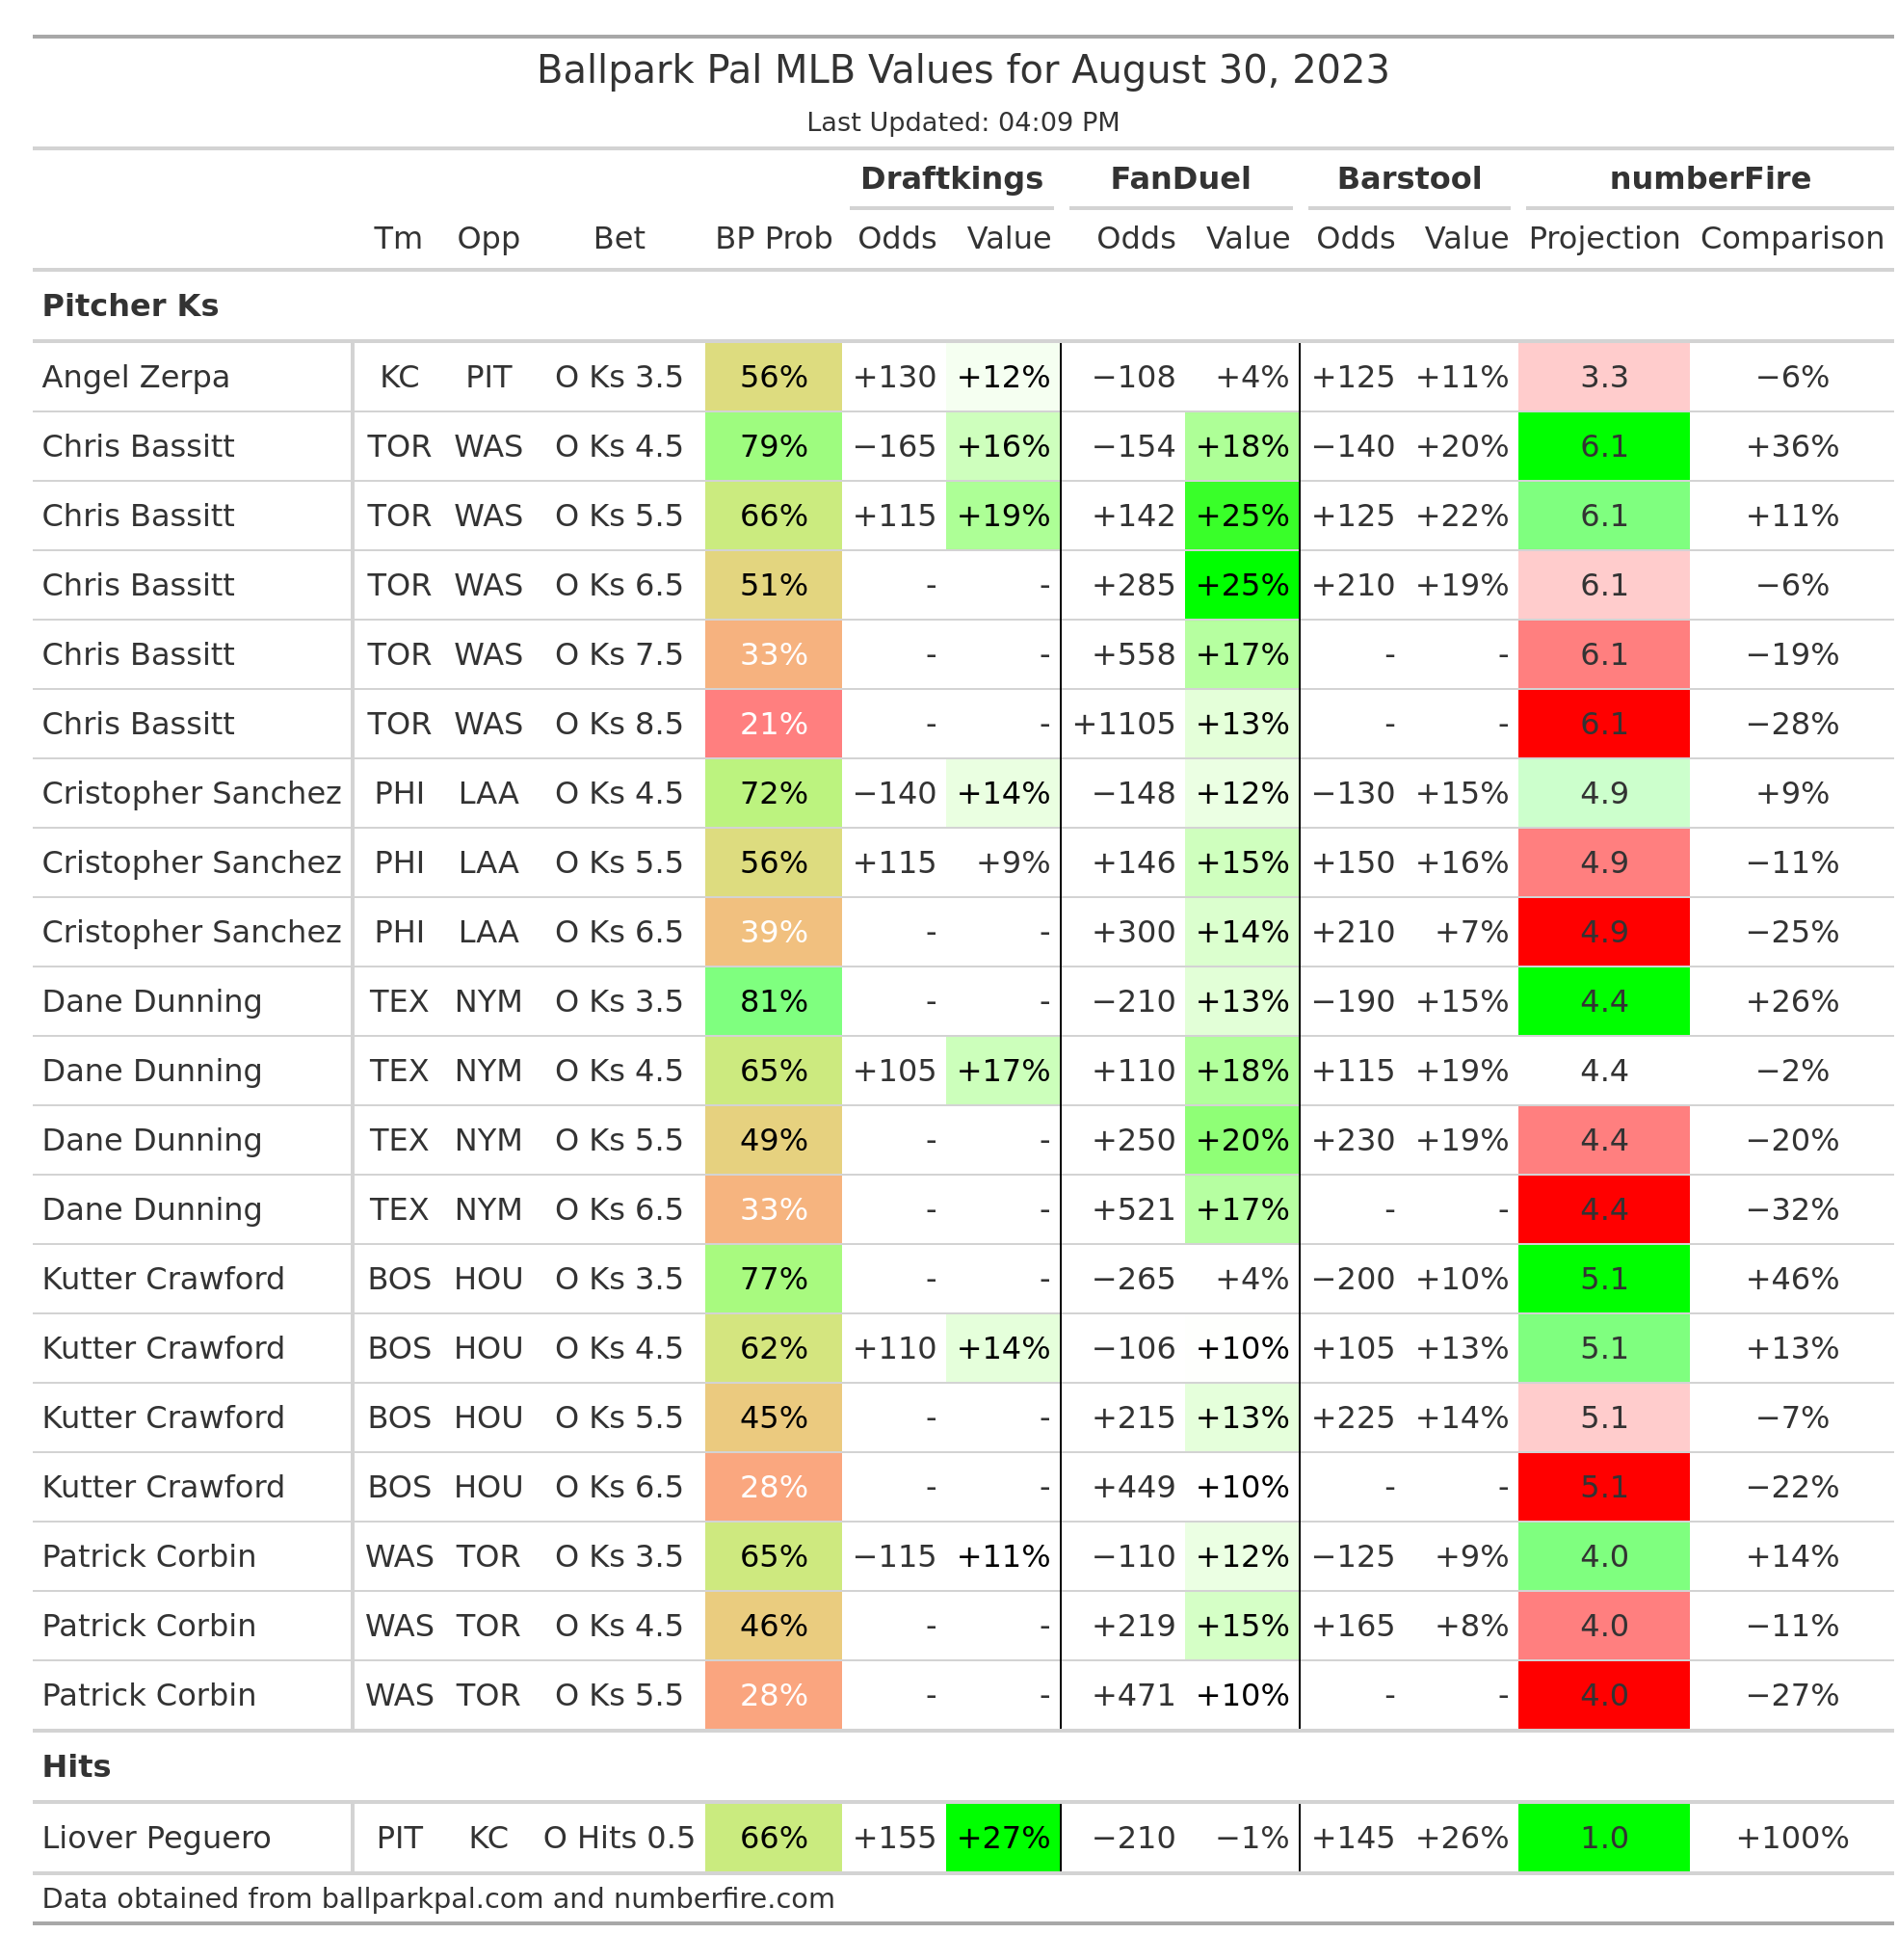 Ballpark Pal MLB Values for August 30, 2023
Last Updated: 04:09 PM
Draftkings FanDuel Barstool numberFire
Tm Opp Bet BP Prob Odds Value Odds Value Odds Value Projection Comparison
Pitcher Ks
Angel Zerpa KC PIT O Ks 3.5 56% +130 +12% −108 +4% +125 +11% 3.3 −6%
Chris Bassitt TOR WAS O Ks 4.5 79% −165 +16% −154 +18% −140 +20% 6.1 +36%
Chris Bassitt TOR WAS O Ks 5.5 66% +115 +19% +142 +25% +125 +22% 6.1 +11%
Chris Bassitt TOR WAS O Ks 6.5 51% - - +285 +25% +210 +19% 6.1 −6%
Chris Bassitt TOR WAS O Ks 7.5 33% - - +558 +17% - - 6.1 −19%
Chris Bassitt TOR WAS O Ks 8.5 21% - - +1105 +13% - - 6.1 −28%
Cristopher Sanchez PHI LAA O Ks 4.5 72% −140 +14% −148 +12% −130 +15% 4.9 +9%
Cristopher Sanchez PHI LAA O Ks 5.5 56% +115 +9% +146 +15% +150 +16% 4.9 −11%
Cristopher Sanchez PHI LAA O Ks 6.5 39% - - +300 +14% +210 +7% 4.9 −25%
Dane Dunning TEX NYM O Ks 3.5 81% - - −210 +13% −190 +15% 4.4 +26%
Dane Dunning TEX NYM O Ks 4.5 65% +105 +17% +110 +18% +115 +19% 4.4 −2%
Dane Dunning TEX NYM O Ks 5.5 49% - - +250 +20% +230 +19% 4.4 −20%
Dane Dunning TEX NYM O Ks 6.5 33% - - +521 +17% - - 4.4 −32%
Kutter Crawford BOS HOU O Ks 3.5 77% - - −265 +4% −200 +10% 5.1 +46%
Kutter Crawford BOS HOU O Ks 4.5 62% +110 +14% −106 +10% +105 +13% 5.1 +13%
Kutter Crawford BOS HOU O Ks 5.5 45% - - +215 +13% +225 +14% 5.1 −7%
Kutter Crawford BOS HOU O Ks 6.5 28% - - +449 +10% - - 5.1 −22%
Patrick Corbin WAS TOR O Ks 3.5 65% −115 +11% −110 +12% −125 +9% 4.0 +14%
Patrick Corbin WAS TOR O Ks 4.5 46% - - +219 +15% +165 +8% 4.0 −11%
Patrick Corbin WAS TOR O Ks 5.5 28% - - +471 +10% - - 4.0 −27%
Hits
Liover Peguero PIT KC O Hits 0.5 66% +155 +27% −210 −1% +145 +26% 1.0 +100%
Data obtained from ballparkpal.com and numberfire.com